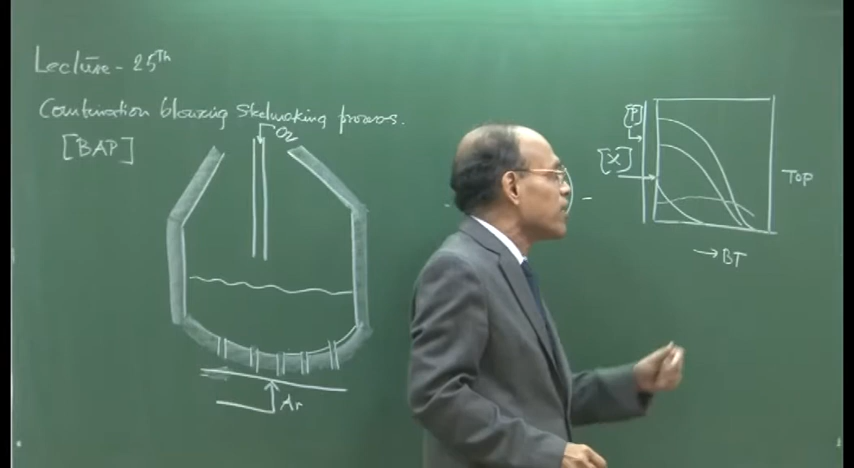 Lecture - 25Th
Combination blowing Steelmaking process.
[BAP]
O2
Ar
[P]
[X]
Top
→ BT